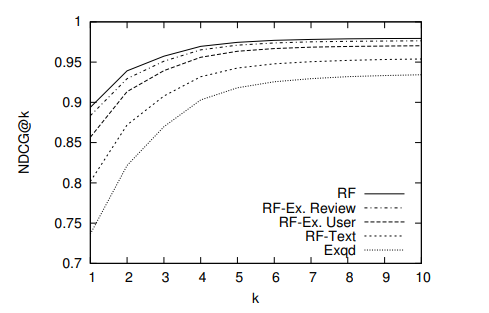 1
0.95
0.9
0.85
0.8
0.75
0.7
NDCG@k
RF
RF-Ex. Review
RF-Ex. User
RF-Text
Exqd
1 2 3 4 5 6 7 8 9 10
k